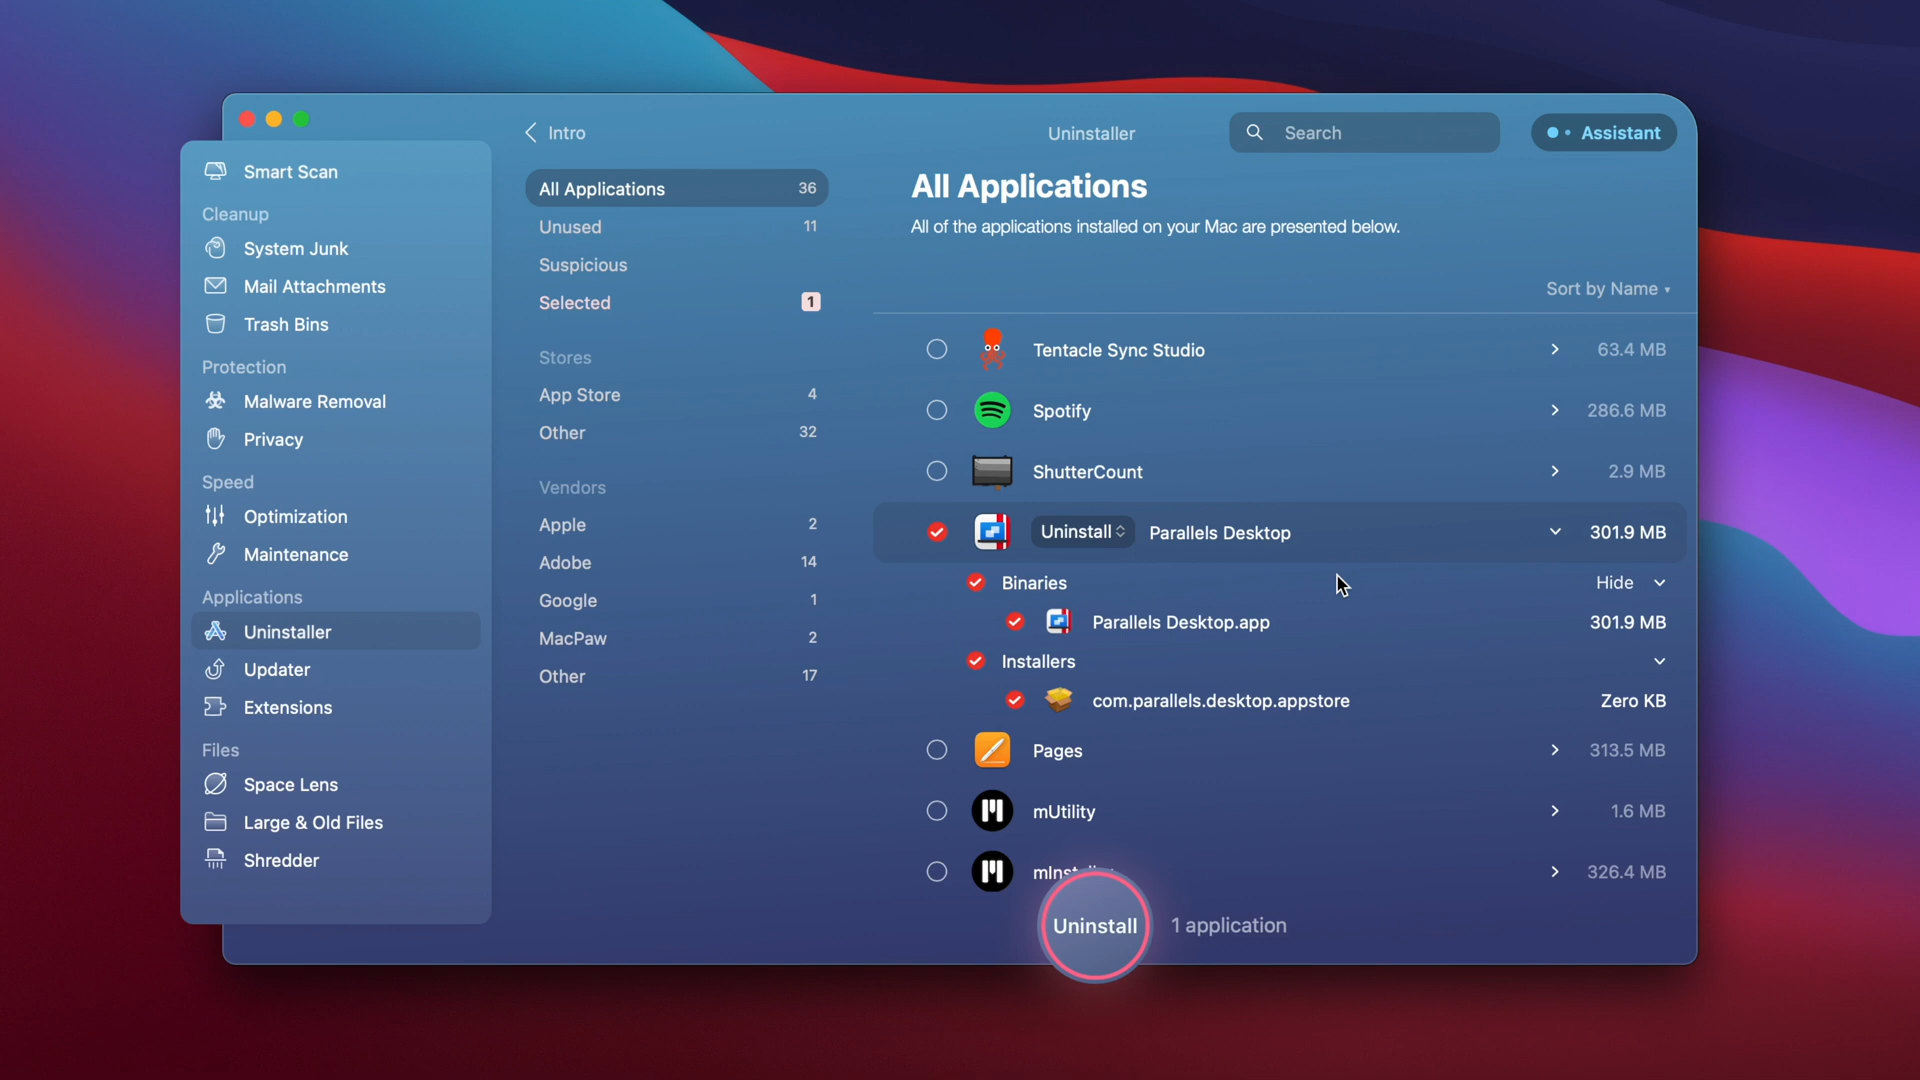 Smart Scan
Cleanup
System Junk
Mail Attachments
Trash Bins
Protection
Malware Removal
Privacy
Speed
Optimization
Maintenance
Applications
Uninstaller
Updater
Extensions
Files
Space Lens
Large & Old Files
Shredder
Intro
All Applications 36
Unused 11
Suspicious
Selected 1
Stores
App Store 4
Other 32
Vendors
Apple 2
Adobe 14
Google 1
MacPaw 2
Other 17
Uninstaller
Search
Assistant
All Applications
All of the applications installed on your Mac are presented below.
Sort by Name
Tentacle Sync Studio 63.4 MB
Spotify 286.6 MB
ShutterCount 2.9 MB
Uninstall Parallels Desktop 301.9 MB
Binaries Hide
Parallels Desktop.app 301.9 MB
Installers
com.parallels.desktop.appstore Zero KB
Pages 313.5 MB
mUtility 1.6 MB
326.4 MB
Uninstall 1 application